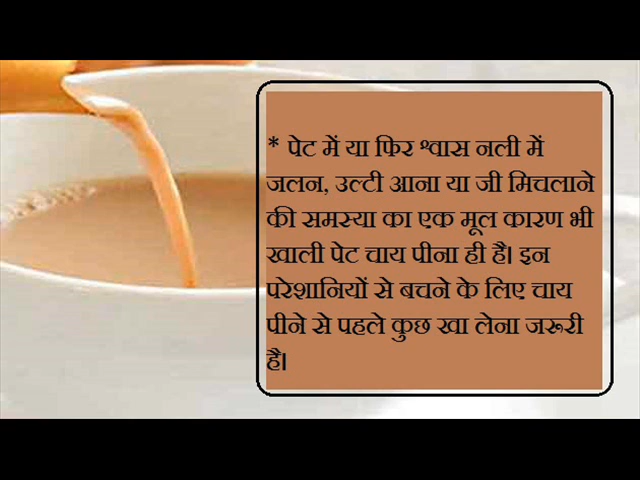 * पेट में या फिर श्वास नली में
जलन, उल्टी आना या जी मिचलाने
की समस्या का एक मूल कारण भी
खाली पेट चाय पीना ही है। इन
परेशानियों से बचने के लिए चाय
पीने से पहले कुछ खा लेना जरूरी
है।